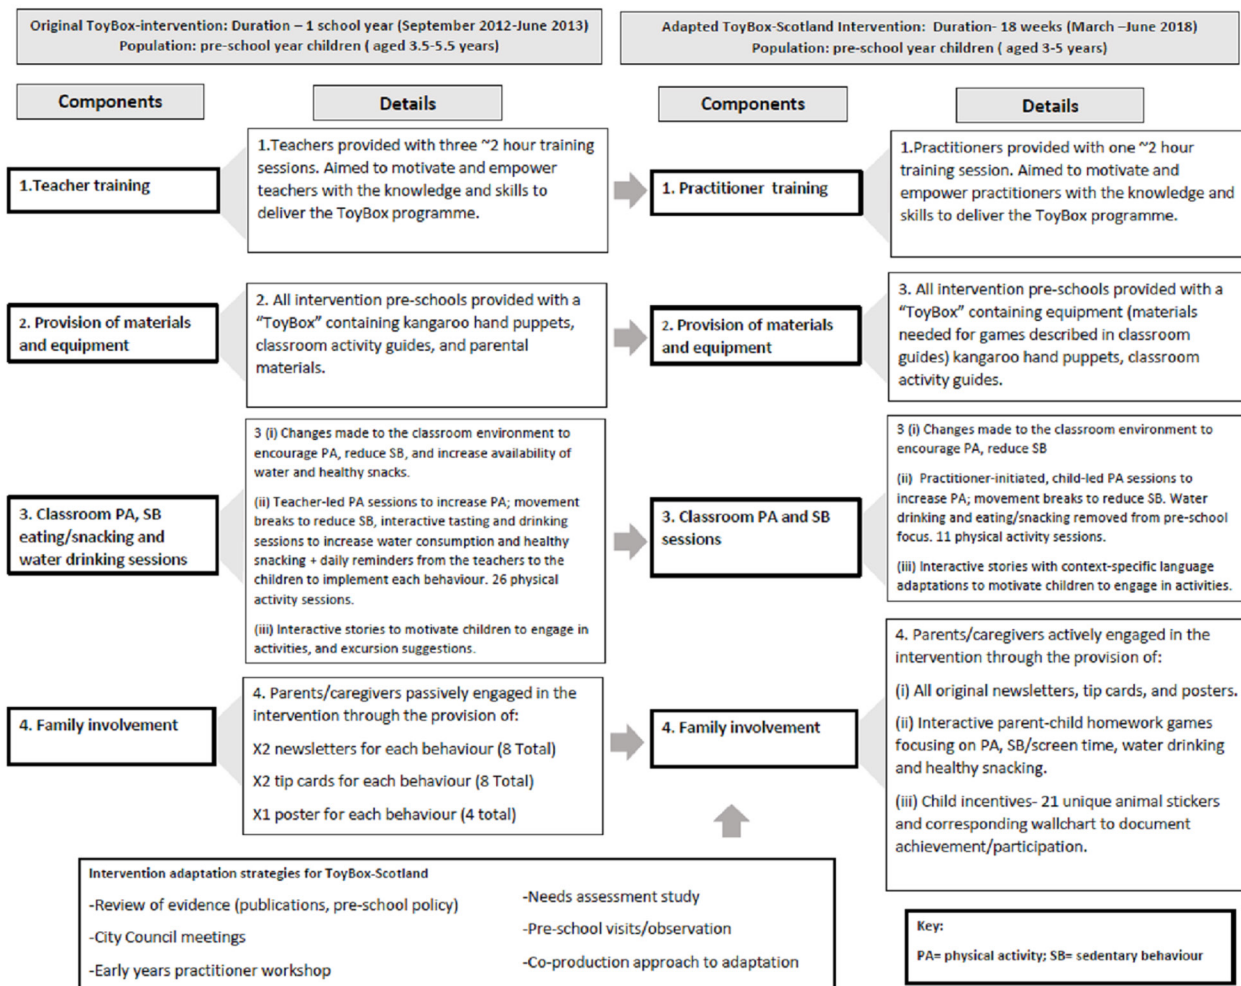 Original ToyBox-intervention: Duration – 1 school year (September 2012-June 2013)
Population: pre-school year children ( aged 3.5-5.5 years)
Components
Details
1.Teacher training
1.Teachers provided with three ~2 hour training
sessions. Aimed to motivate and empower
teachers with the knowledge and skills to
deliver the ToyBox programme.
2. Provision of materials
and equipment
2. All intervention pre-schools provided with a
“ToyBox” containing kangaroo hand puppets,
classroom activity guides, and parental
materials.
3. Classroom PA, SB
eating/snacking and
water drinking sessions
3 (i) Changes made to the classroom environment to
encourage PA, reduce SB, and increase availability of
water and healthy snacks.
(ii) Teacher-led PA sessions to increase PA; movement
breaks to reduce SB, interactive tasting and drinking
sessions to increase water consumption and healthy
snacking + daily reminders from the teachers to the
children to implement each behaviour. 26 physical
activity sessions.
(iii) Interactive stories to motivate children to engage in
activities, and excursion suggestions.
4. Family involvement
4. Parents/caregivers passively engaged in the
intervention through the provision of:
X2 newsletters for each behaviour (8 Total)
X2 tip cards for each behaviour (8 Total)
X1 poster for each behaviour (4 total)
Adapted ToyBox-Scotland Intervention: Duration- 18 weeks (March –June 2018)
Population: pre-school year children ( aged 3-5 years)
Components
Details
1. Practitioner training
1.Practitioners provided with one ~2 hour
training session. Aimed to motivate and
empower practitioners with the knowledge and
skills to deliver the ToyBox programme.
2. Provision of materials
and equipment
3. All intervention pre-schools provided with a
“ToyBox” containing equipment (materials
needed for games described in classroom
guides) kangaroo hand puppets, classroom
activity guides.
3. Classroom PA and SB
sessions
3 (i) Changes made to the classroom environment to
encourage PA, reduce SB
(ii) Practitioner-initiated, child-led PA sessions to
increase PA; movement breaks to reduce SB. Water
drinking and eating/snacking removed from pre-school
focus. 11 physical activity sessions.
(iii) Interactive stories with context-specific language
adaptations to motivate children to engage in activities.
4. Family involvement
4. Parents/caregivers actively engaged in the
intervention through the provision of:
(i) All original newsletters, tip cards, and posters.
(ii) Interactive parent-child homework games
focusing on PA, SB/screen time, water drinking
and healthy snacking.
(iii) Child incentives- 21 unique animal stickers
and corresponding wallchart to document
achievement/participation.
Intervention adaptation strategies for ToyBox-Scotland
-Review of evidence (publications, pre-school policy)
-City Council meetings
-Early years practitioner workshop
-Needs assessment study
-Pre-school visits/observation
-Co-production approach to adaptation
Key:
PA= physical activity; SB= sedentary behaviour